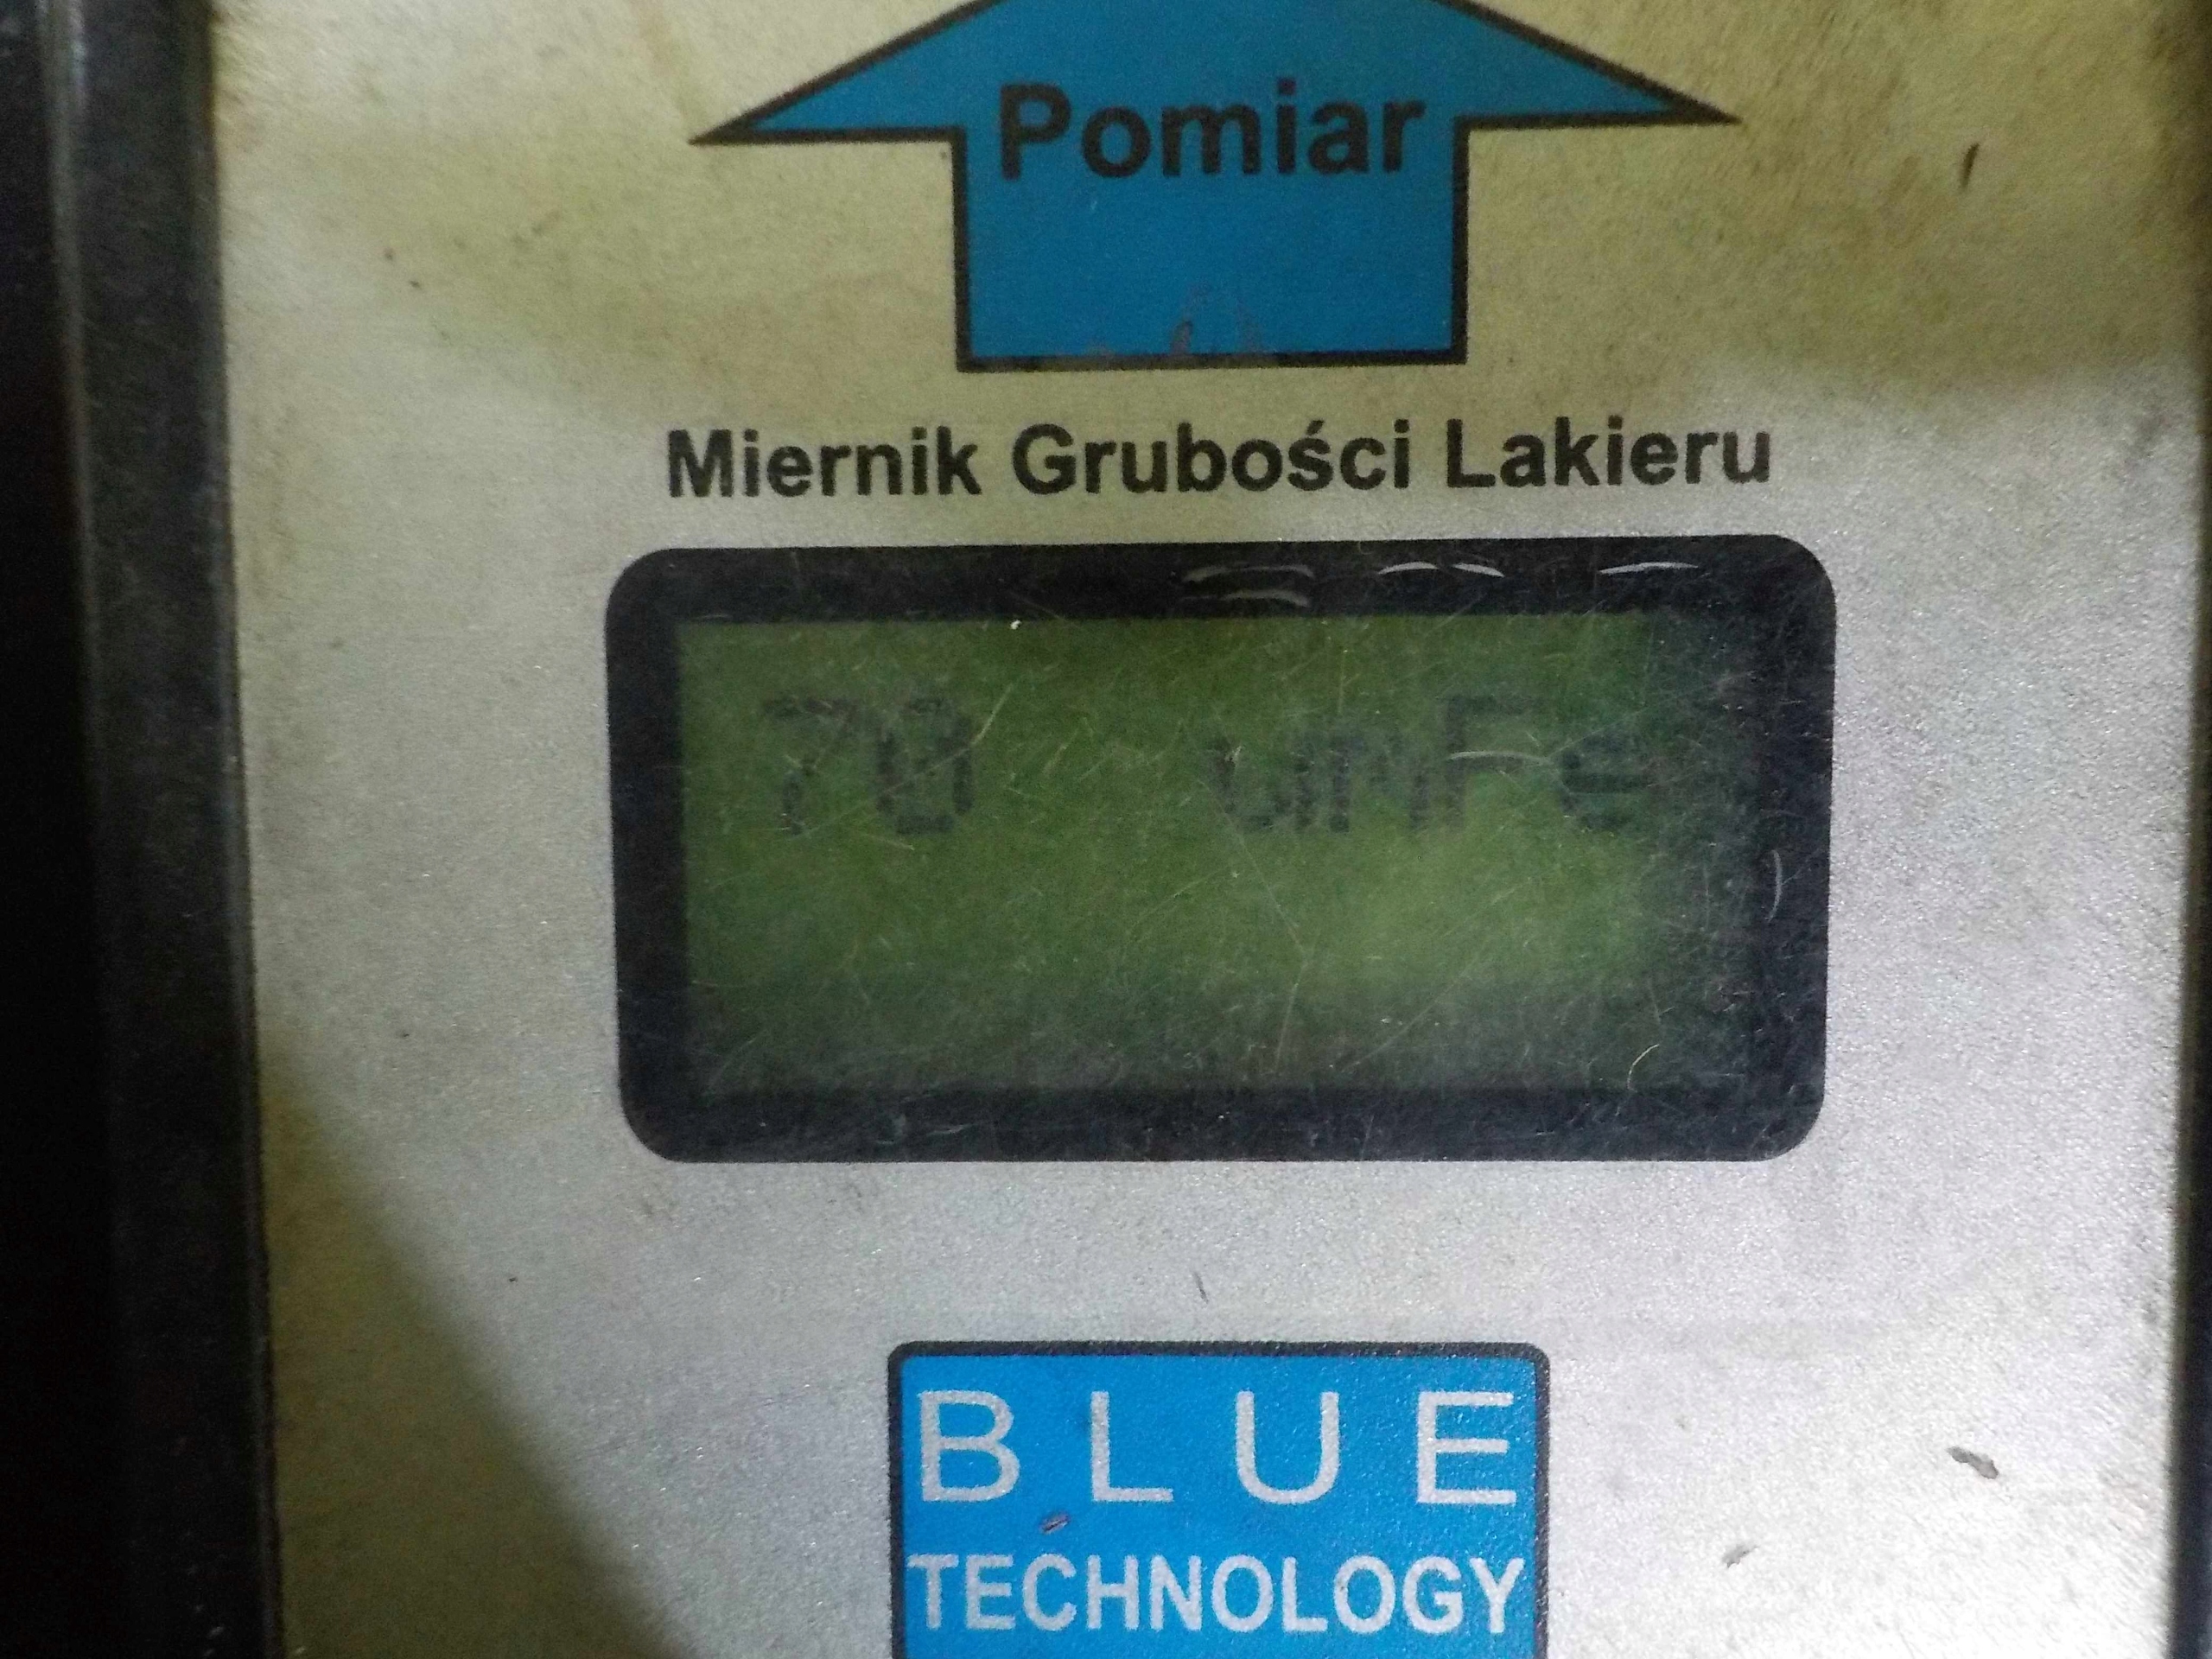 Pomiar
Miernik Grubości Lakieru
70 umFe
BLUE
TECHNOLOGY